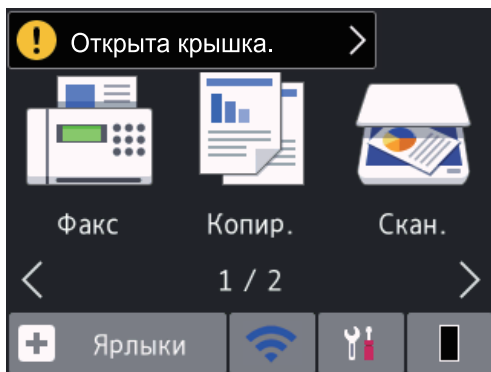 Открыта крышка.
Факс
Копир.
Скан.
1 / 2
Ярлыки